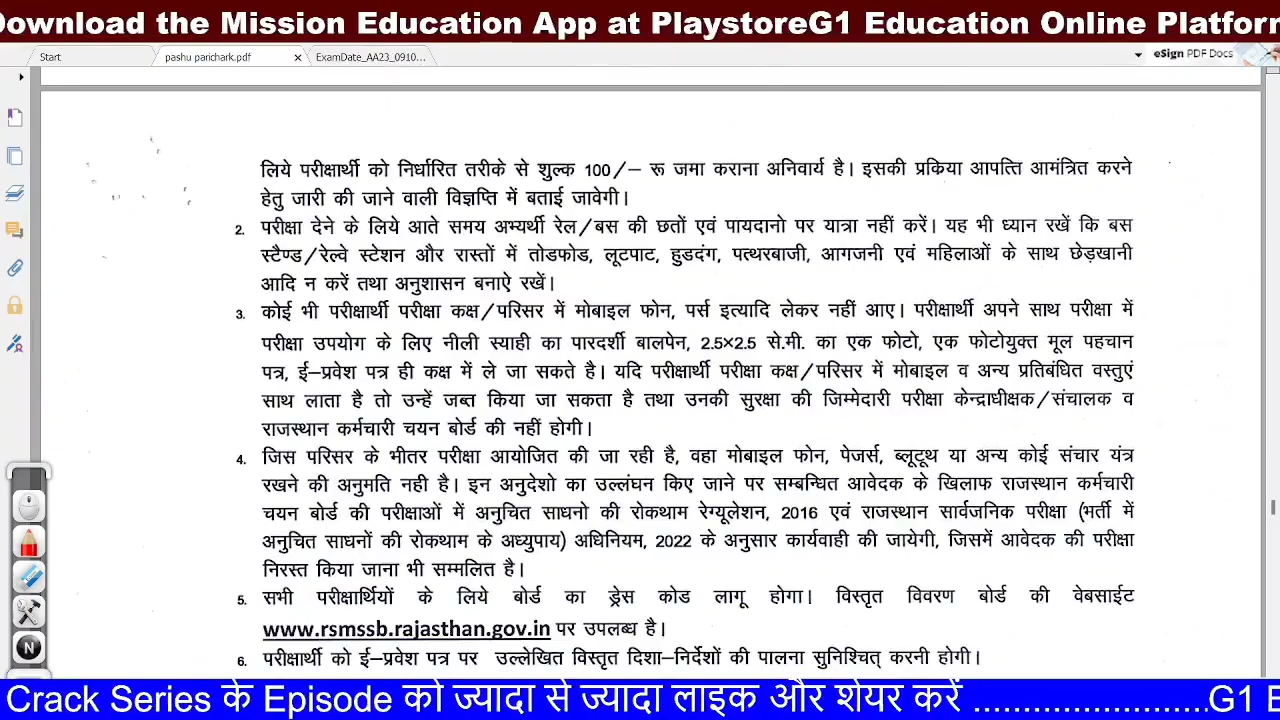 ownload the Mission Education App at PlaystoreG1 Education Online Platforn
Start
pashu parichark.pdf
ExamDate_AA23_0910...
eSign PDF Docs
लिये परीक्षार्थी को निर्धारित तरीके से शुल्क 100/– रू जमा कराना अनिवार्य है। इसकी प्रकिया आपत्ति आमंत्रित करने
हेतु जारी की जाने वाली विज्ञप्ति में बताई जावेगी।
2. परीक्षा देने के लिये आते समय अभ्यर्थी रेल/बस की छतों एवं पायदानो पर यात्रा नहीं करें। यह भी ध्यान रखें कि बस
स्टैण्ड/रेल्वे स्टेशन और रास्तों में तोडफोड, लूटपाट, हुडदंग, पत्थरबाजी, आगजनी एवं महिलाओं के साथ छेड़खानी
आदि न करें तथा अनुशासन बनाऐ रखें।
3. कोई भी परीक्षार्थी परीक्षा कक्ष/परिसर में मोबाइल फोन, पर्स इत्यादि लेकर नहीं आए। परीक्षार्थी अपने साथ परीक्षा में
परीक्षा उपयोग के लिए नीली स्याही का पारदर्शी बालपेन, 2.5×2.5 से.मी. का एक फोटो, एक फोटोयुक्त मूल पहचान
पत्र, ई–प्रवेश पत्र ही कक्ष में ले जा सकते है। यदि परीक्षार्थी परीक्षा कक्ष/परिसर में मोबाइल व अन्य प्रतिबंधित वस्तुएं
साथ लाता है तो उन्हें जब्त किया जा सकता है तथा उनकी सुरक्षा की जिम्मेदारी परीक्षा केन्द्राधीक्षक/संचालक व
राजस्थान कर्मचारी चयन बोर्ड की नहीं होगी।
4. जिस परिसर के भीतर परीक्षा आयोजित की जा रही है, वहा मोबाइल फोन, पेजर्स, ब्लूटूथ या अन्य कोई संचार यंत्र
रखने की अनुमति नही है। इन अनुदेशो का उल्लंघन किए जाने पर सम्बन्धित आवेदक के खिलाफ राजस्थान कर्मचारी
चयन बोर्ड की परीक्षाओं में अनुचित साधनो की रोकथाम रेग्यूलेशन, 2016 एवं राजस्थान सार्वजनिक परीक्षा (भर्ती में
अनुचित साघनों की रोकथाम के अध्युपाय) अधिनियम, 2022 के अनुसार कार्यवाही की जायेगी, जिसमें आवेदक की परीक्षा
निरस्त किया जाना भी सम्मलित है।
5. सभी परीक्षार्थियों के लिये बोर्ड का ड्रेस कोड लागू होगा। विस्तृत विवरण बोर्ड की वेबसाईट
www.rsmssb.rajasthan.gov.in पर उपलब्ध है।
6. परीक्षार्थी को ई–प्रवेश पत्र पर उल्लेखित विस्तृत दिशा–निर्देशों की पालना सुनिश्चित् करनी होगी।
N
Crack Series के Episode को ज्यादा से ज्यादा लाइक और शेयर करें ..................................G1 E